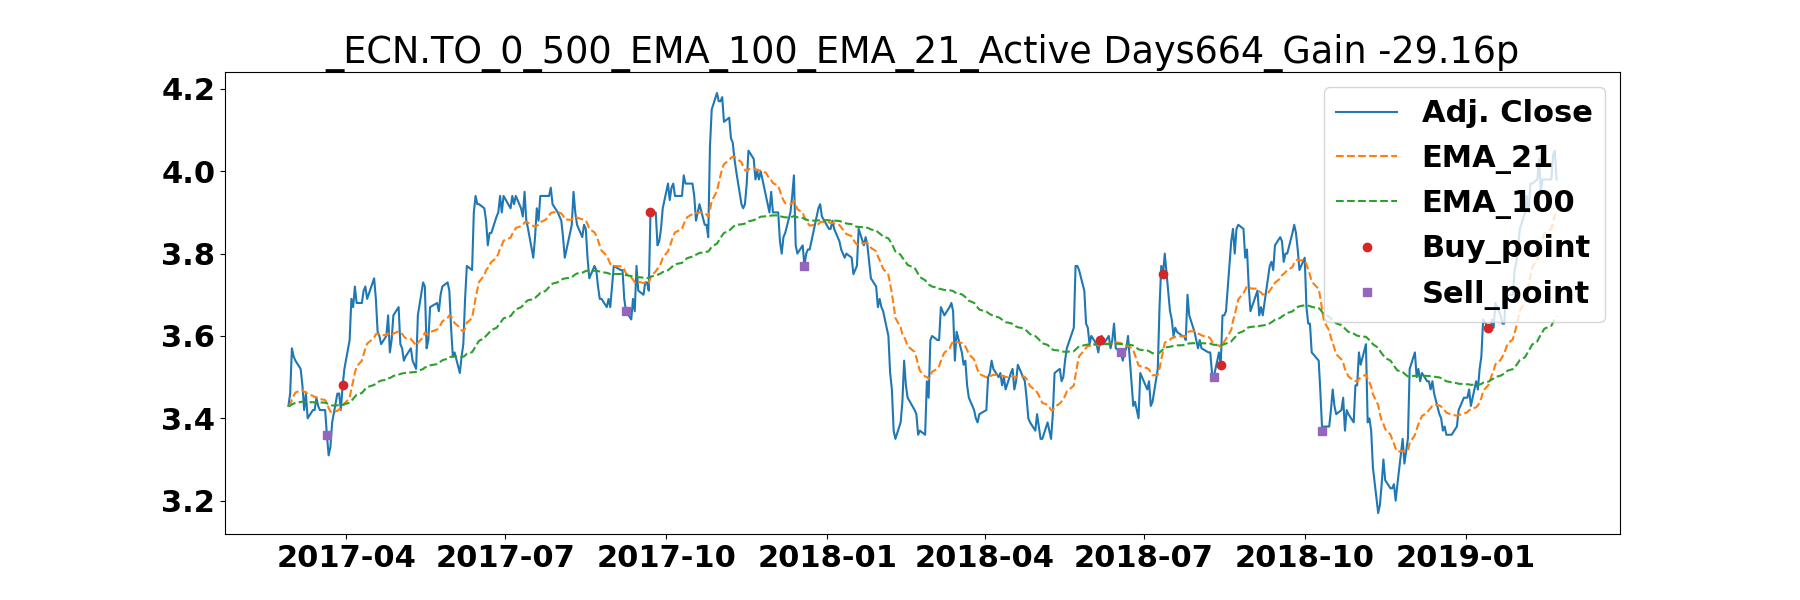 _ECN.TO_0_500_EMA_100_EMA_21_Active Days664_Gain -29.16p
4.2
4.0
3.8
3.6
3.4
3.2
Adj. Close
EMA_21
EMA_100
Buy_point
Sell_point
2017-04 2017-07 2017-10 2018-01 2018-04 2018-07 2018-10 2019-01